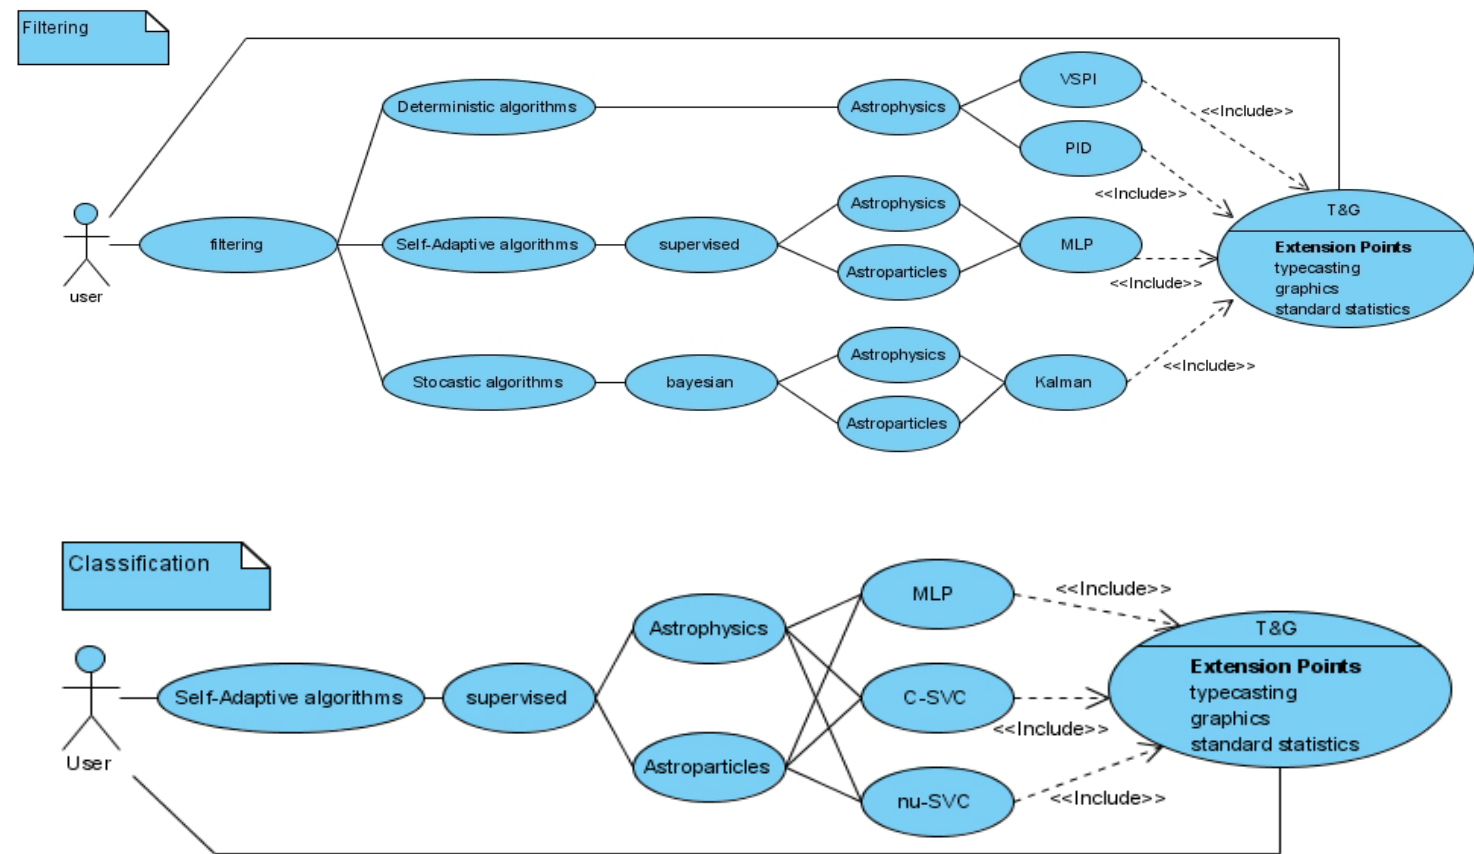 Filtering
VSPI
Deterministic algorithms
Astrophysics
<<Include>>
PID
<<Include>>
Astrophysics
T&G
user
filtering
Self-Adaptive algorithms
supervised
MLP
Extension Points
typecasting
graphics
standard statistics
Astroparticles
<<Include>>
Astrophysics
<<Include>>
Stocastic algorithms
bayesian
Kalman
Astroparticles
Classification
MLP
<<Include>>
Astrophysics
T&G
User
Self-Adaptive algorithms
supervised
C-SVC
Extension Points
typecasting
graphics
standard statistics
<<Include>>
Astroparticles
nu-SVC
<<Include>>